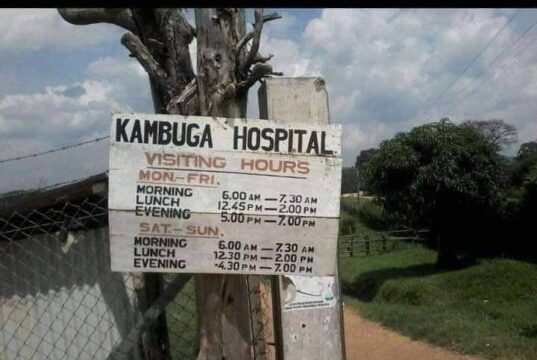 KAMBUGA HOSPITAL.
VISITING HOURS
MON-FRI.
MORNING 6.00 AM — 7.30 AM
LUNCH 12.45 PM — 2.00 PM
EVENING 5.00 PM — 7.00 PM
SAT.- SUN.
MORNING 6.00 AM — 7.30 AM
LUNCH 12.30 PM — 2.00 PM
EVENING 4.30 PM — 7.00 PM